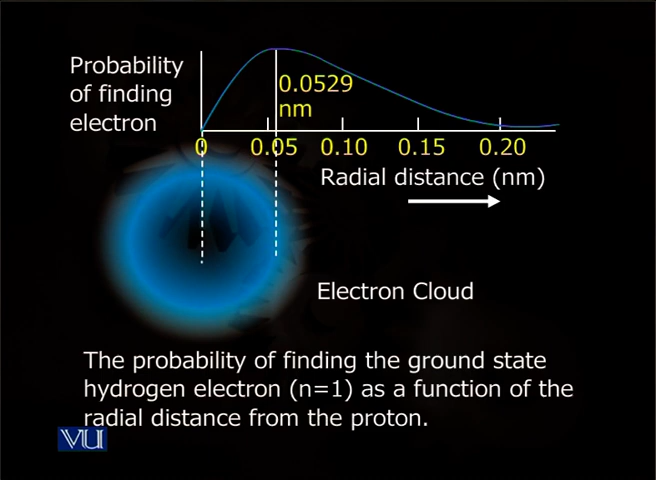 Probability
of finding
electron
0.0529
nm
0 0.05 0.10 0.15 0.20
Radial distance (nm)
Electron Cloud
The probability of finding the ground state
hydrogen electron (n=1) as a function of the
radial distance from the proton.
VU